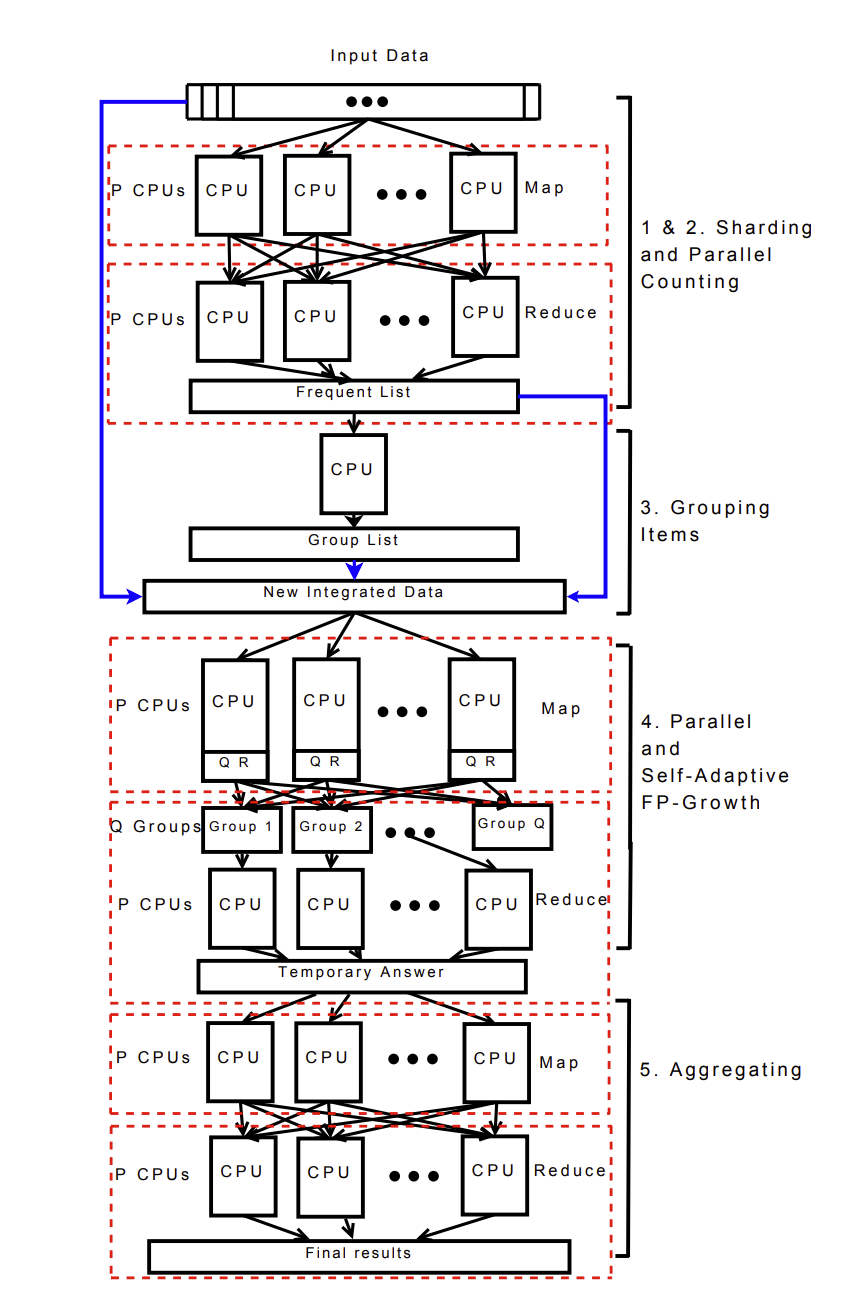 Input Data
P CPUs
CPU
CPU
CPU
Map
1 & 2. Sharding
and Parallel
Counting
P CPUs
CPU
CPU
CPU
Reduce
Frequent List
CPU
3. Grouping
Items
Group List
New Integrated Data
P CPUs
CPU
CPU
CPU
Map
Q R
Q R
Q R
4. Parallel
and
Self-Adaptive
FP-Growth
Q Groups
Group 1
Group 2
Group Q
P CPUs
CPU
CPU
CPU
Reduce
Temporary Answer
P CPUs
CPU
CPU
CPU
Map
5. Aggregating
P CPUs
CPU
CPU
CPU
Reduce
Final results